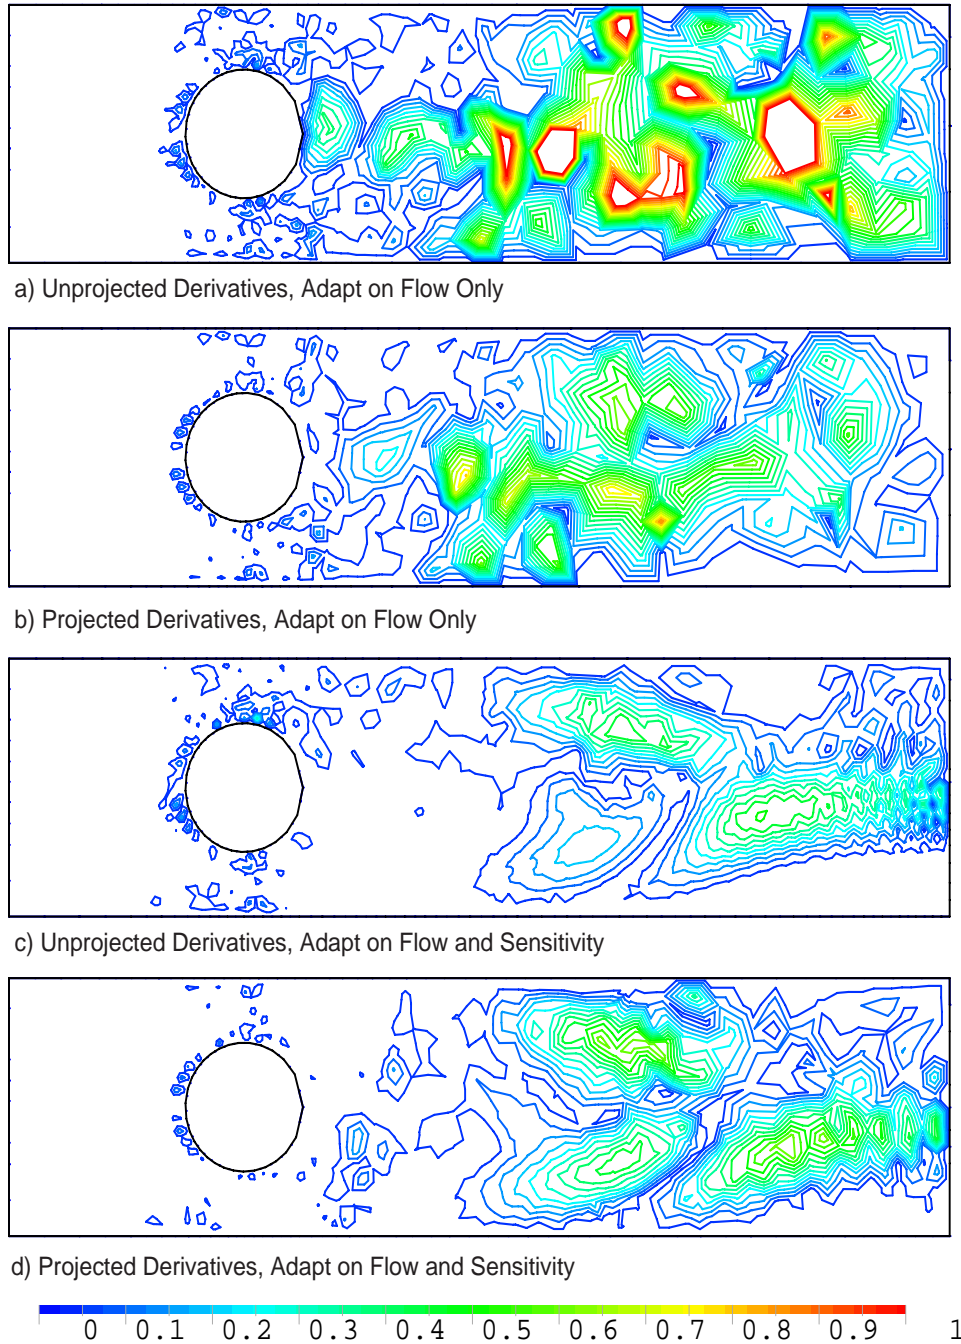 a) Unprojected Derivatives, Adapt on Flow Only
b) Projected Derivatives, Adapt on Flow Only
c) Unprojected Derivatives, Adapt on Flow and Sensitivity
d) Projected Derivatives, Adapt on Flow and Sensitivity
0 0.1 0.2 0.3 0.4 0.5 0.6 0.7 0.8 0.9 1